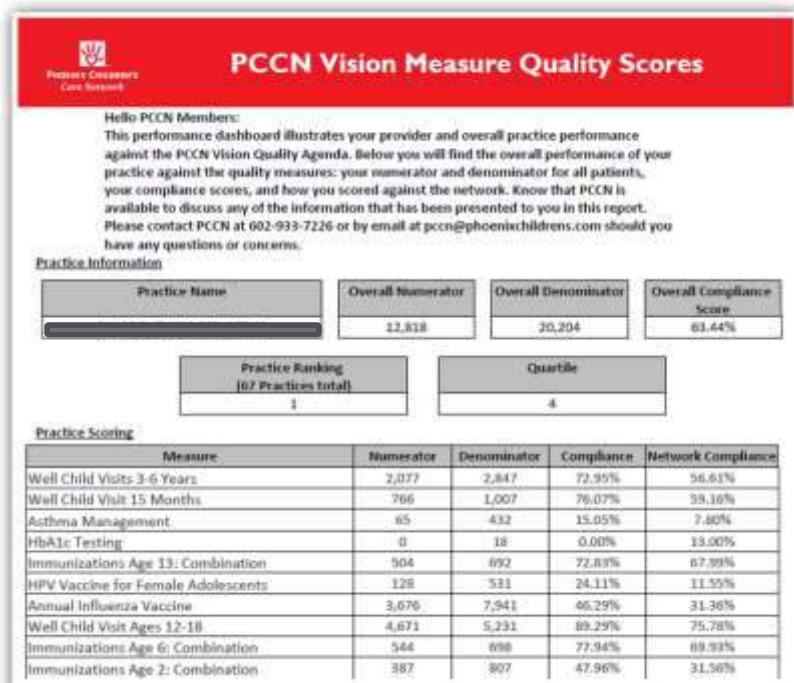 PHOENIX CHILDREN'S
Care Network
PCCN Vision Measure Quality Scores
Hello PCCN Members:
This performance dashboard illustrates your provider and overall practice performance
against the PCCN Vision Quality Agenda. Below you will find the overall performance of your
practice against the quality measures: your numerator and denominator for all patients,
your compliance scores, and how you scored against the network. Know that PCCN is
available to discuss any of the information that has been presented to you in this report.
Please contact PCCN at 602-933-7226 or by email at pccn@phoenixchildrens.com should you
have any questions or concerns.
Practice Information
Practice Name Overall Numerator Overall Denominator Overall Compliance
Score
12,818 20,204 63.44%
Practice Ranking Quartile
(67 Practices total)
1 4
Practice Scoring
Measure Numerator Denominator Compliance Network Compliance
Well Child Visits 3-6 Years 2,077 2,847 72.95% 56.61%
Well Child Visit 15 Months 766 1,007 76.07% 59.16%
Asthma Management 65 432 15.05% 7.80%
HbA1c Testing 0 18 0.00% 13.00%
Immunizations Age 13: Combination 504 692 72.83% 67.99%
HPV Vaccine for Female Adolescents 128 531 24.11% 11.55%
Annual Influenza Vaccine 3,676 7,941 46.29% 31.36%
Well Child Visit Ages 12-18 4,671 5,231 89.29% 75.78%
Immunizations Age 6: Combination 544 698 77.94% 69.93%
Immunizations Age 2: Combination 387 807 47.96% 31.56%